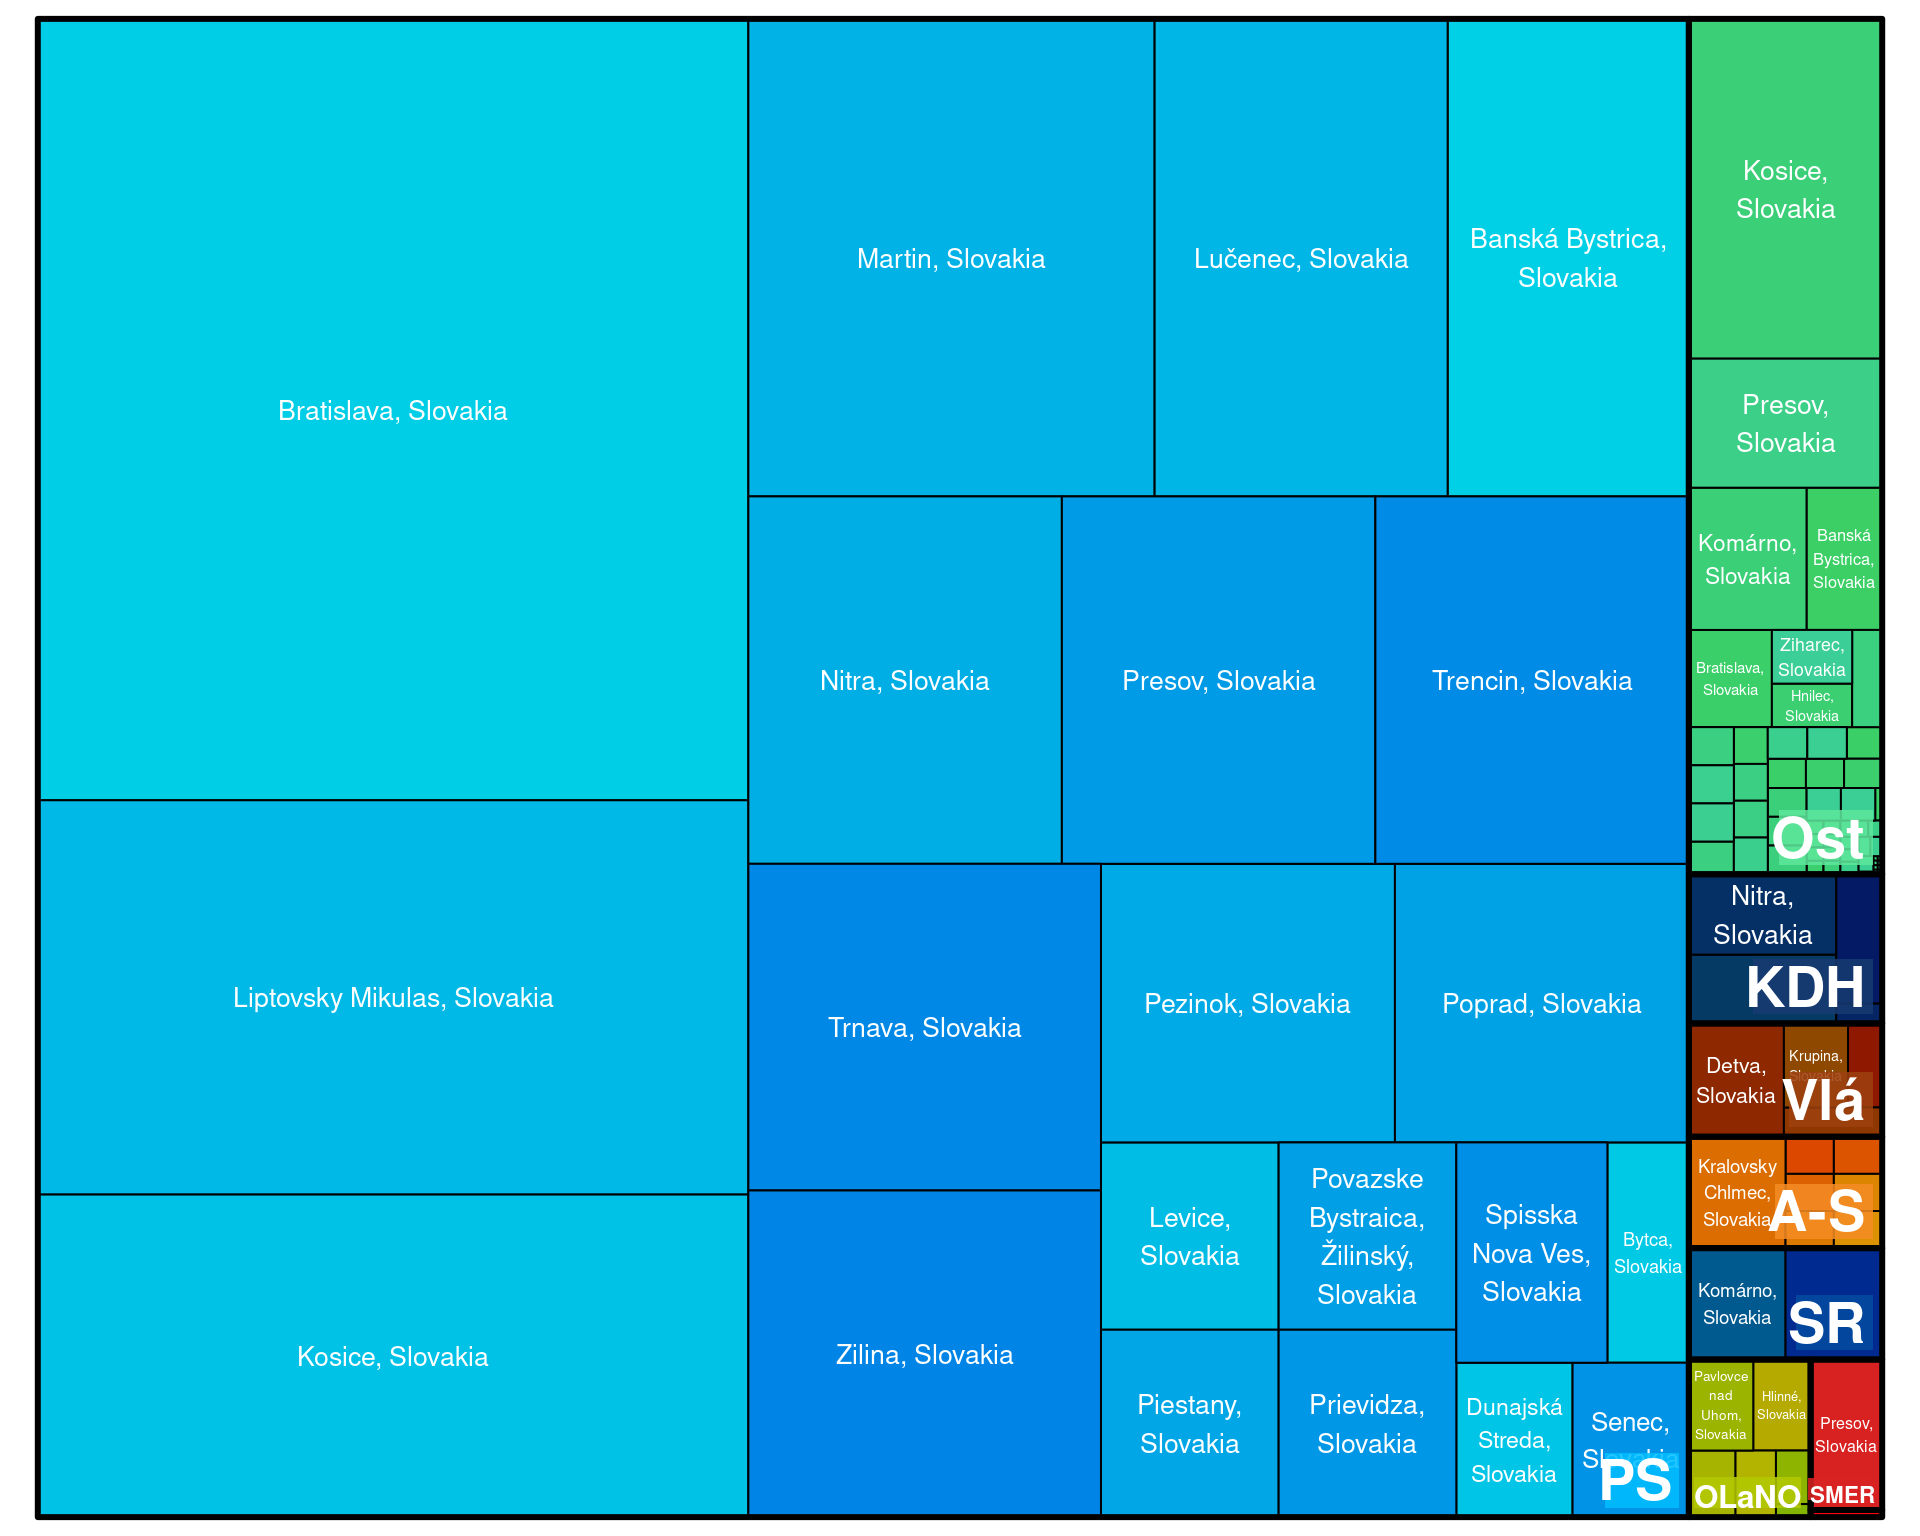 Bratislava, Slovakia
Liptovsky Mikulas, Slovakia
Kosice, Slovakia
Martin, Slovakia
Lučenec, Slovakia
Banská Bystrica,
Slovakia
Nitra, Slovakia
Presov, Slovakia
Trencin, Slovakia
Trnava, Slovakia
Zilina, Slovakia
Pezinok, Slovakia
Poprad, Slovakia
Levice,
Slovakia
Povazske
Bystraica,
Žilinský,
Slovakia
Spisska
Nova Ves,
Slovakia
Bytca,
Slovakia
Piestany,
Slovakia
Prievidza,
Slovakia
Dunajská
Streda,
Slovakia
Senec,
Slovakia
PS
Kosice,
Slovakia
Presov,
Slovakia
Komárno,
Slovakia
Banská
Bystrica,
Slovakia
Bratislava,
Slovakia
Ziharec,
Slovakia
Hnilec,
Slovakia
Ost
Nitra,
Slovakia
KDH
Detva,
Slovakia
Krupina,
Slovakia
Vlá
Kralovsky
Chlmec,
Slovakia
A-S
Komárno,
Slovakia
SR
Pavlovce
nad
Uhom,
Slovakia
Hlinné,
Slovakia
OLaNO
Presov,
Slovakia
SMER